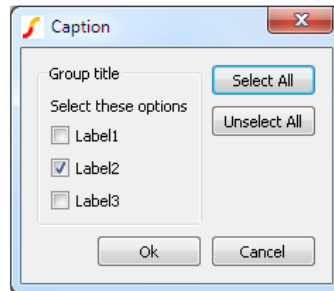 Caption
Group title
Select these options
Label1
Label2
Label3
Select All
Unselect All
Ok
Cancel